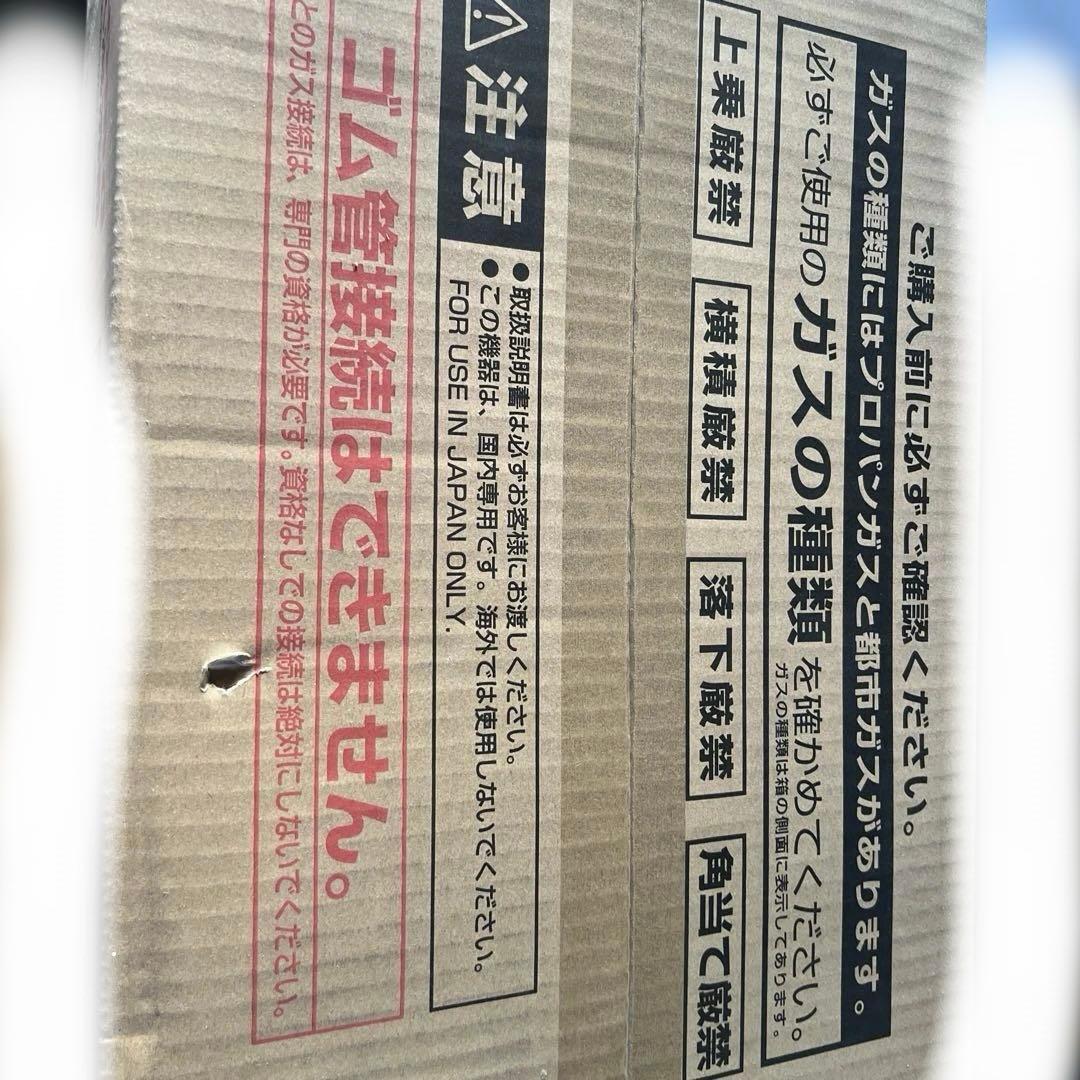 ご購入前に必ずご確認ください。
ガスの種類にはプロパンガスと都市ガスがあります。
必ずご使用のガスの種類を確かめてください。
ガスの種類は箱の側面に表示してあります。
上乗厳禁
横積厳禁
落下厳禁
角当て厳禁
注意
●取扱説明書は必ずお客様にお渡しください。
●この機器は、国内専用です。海外では使用しないでください。
FOR USE IN JAPAN ONLY.
ゴム管接続はできません。
とのガス接続は、専門の資格が必要です。資格なしでの接続は絶対にしないでください。